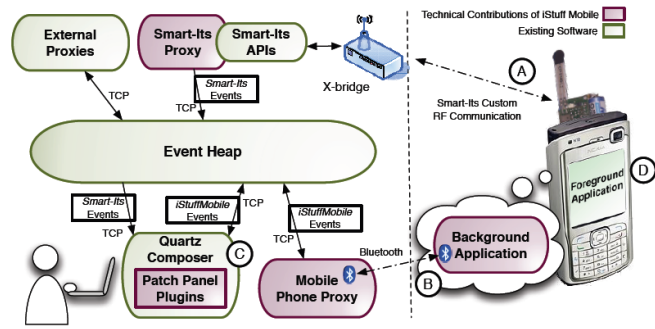 Technical Contributions of iStuff Mobile
Existing Software
External
Proxies
Smart-Its
Proxy
Smart-Its
APIs
X-bridge
A
TCP
Smart-Its
Events
TCP
Smart-Its Custom
RF Communication
Event Heap
D
Foreground
Application
Smart-Its
Events
TCP
iStuffMobile
Events
TCP
iStuffMobile
Events
TCP
Quartz
Composer
C
Patch Panel
Plugins
Mobile
Phone Proxy
Bluetooth
B
Background
Application